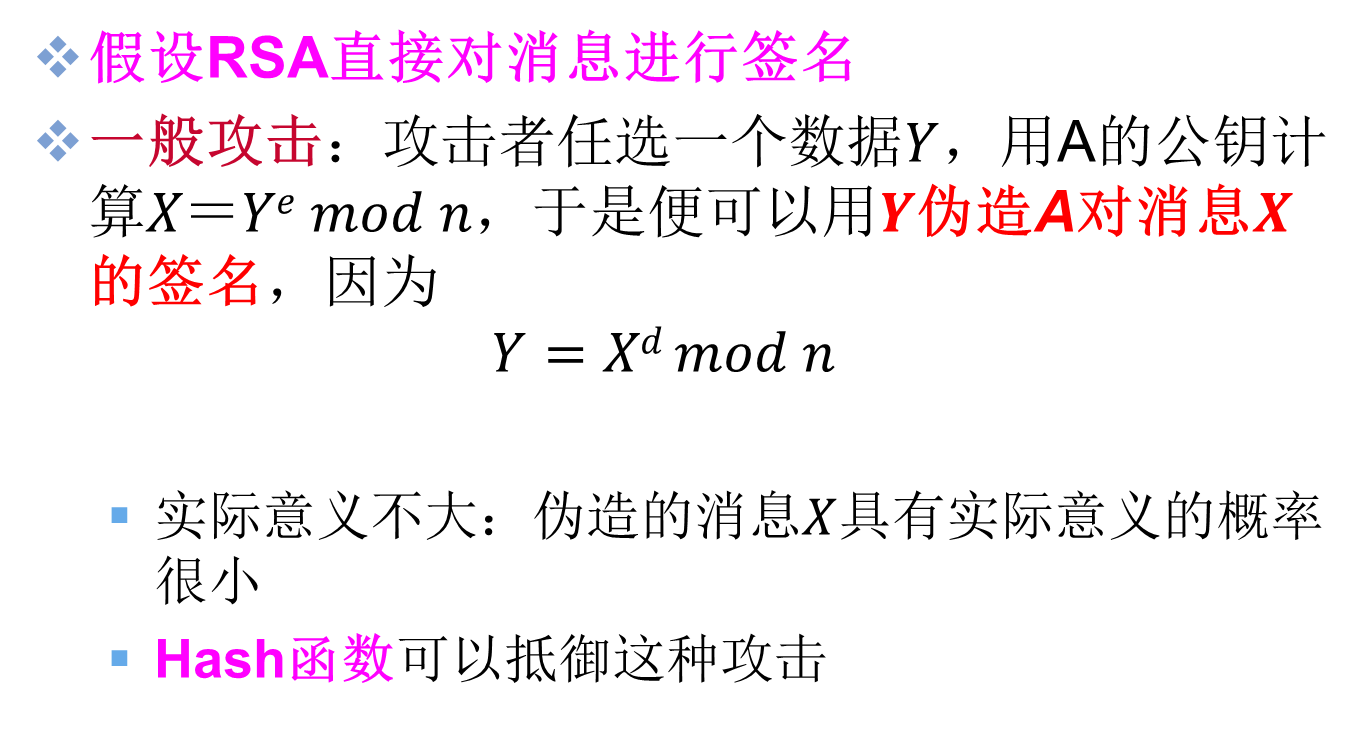 ❖假设RSA直接对消息进行签名
❖一般攻击：攻击者任选一个数据𝑌，用A的公钥计
算𝑋＝𝑌ᵉ 𝑚𝑜𝑑 𝑛，于是便可以用𝒀伪造A对消息𝑿
的签名，因为
𝑌 = 𝑋ᵈ 𝑚𝑜𝑑 𝑛
▪ 实际意义不大：伪造的消息𝑋具有实际意义的概率
很小
▪ Hash函数可以抵御这种攻击